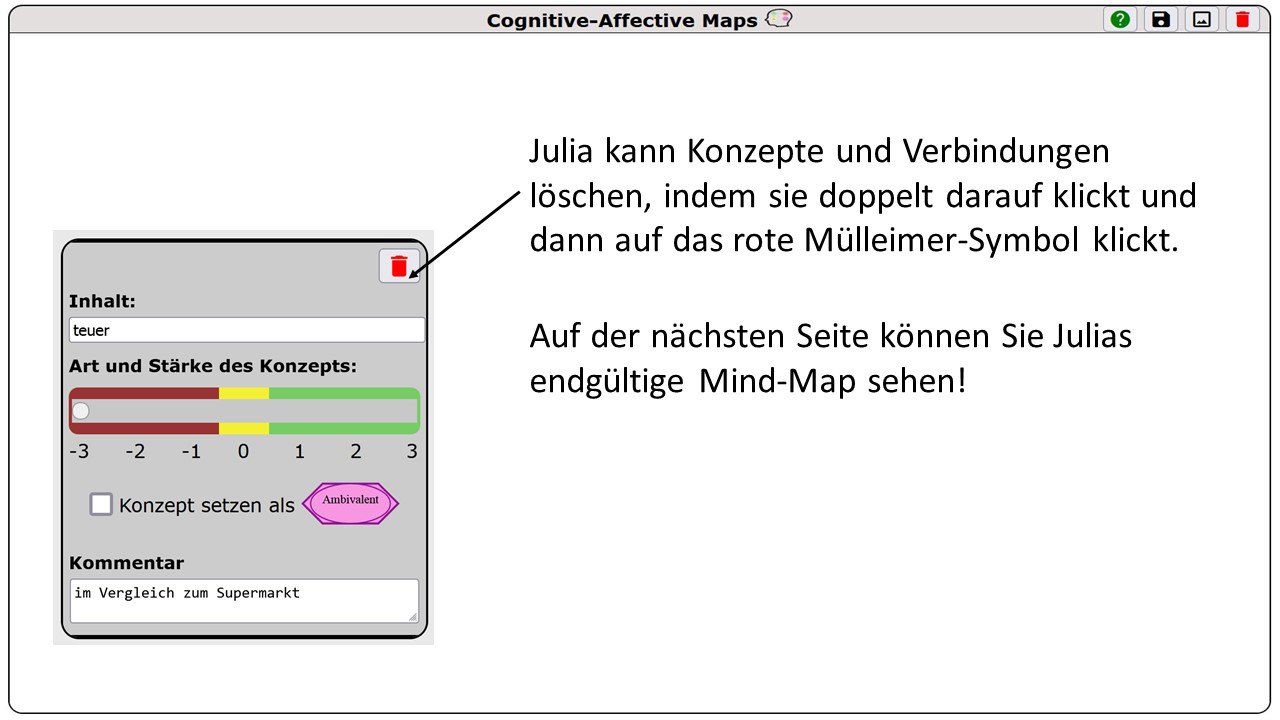 Cognitive-Affective Maps
Julia kann Konzepte und Verbindungen
löschen, indem sie doppelt darauf klickt und
dann auf das rote Mülleimer-Symbol klickt.
Auf der nächsten Seite können Sie Julias
endgültige Mind-Map sehen!
Inhalt:
teuer
Art und Stärke des Konzepts:
-3 -2 -1 0 1 2 3
Konzept setzen als Ambivalent
Kommentar
im Vergleich zum Supermarkt